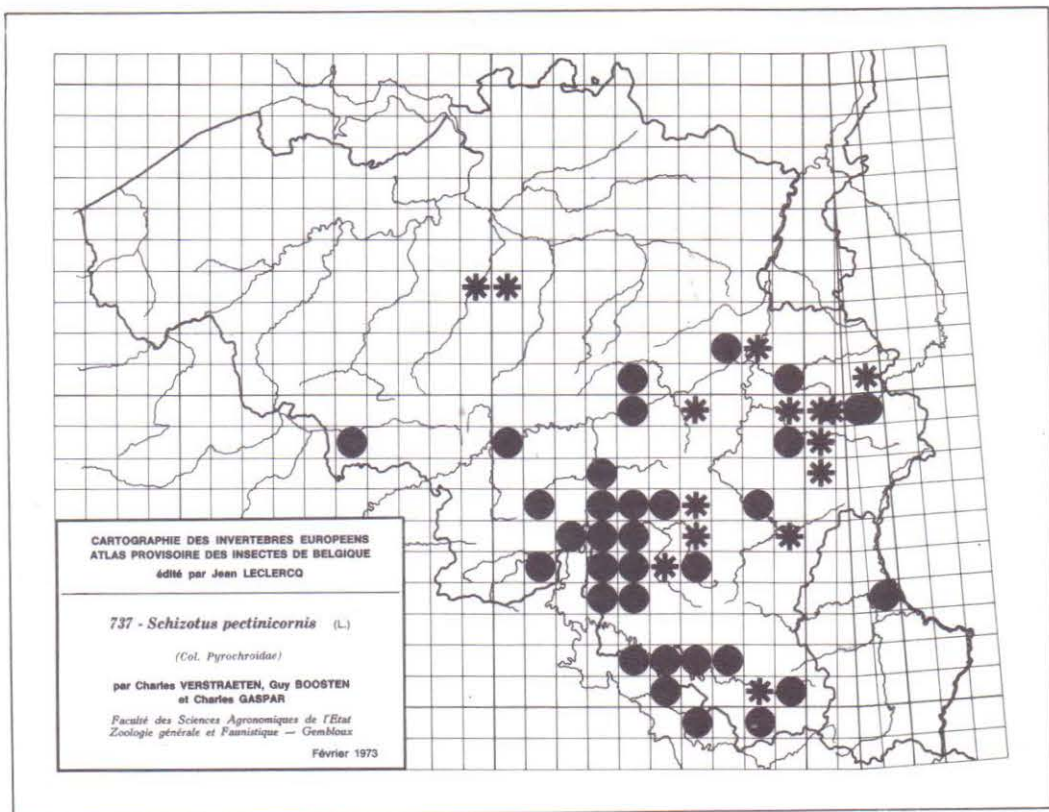 CARTOGRAPHIE DES INVERTEBRES EUROPEENS
ATLAS PROVISOIRE DES INSECTES DE BELGIQUE
édité par Jean LECLERCQ
737 - Schizotus pectinicornis (L.)
(Col. Pyrochroidae)
par Charles VERSTRAETEN, Guy BOOSTEN
et Charles GASPAR
Faculté des Sciences Agronomiques de l'Etat
Zoologie générale et Faunistique — Gembloux
Février 1973